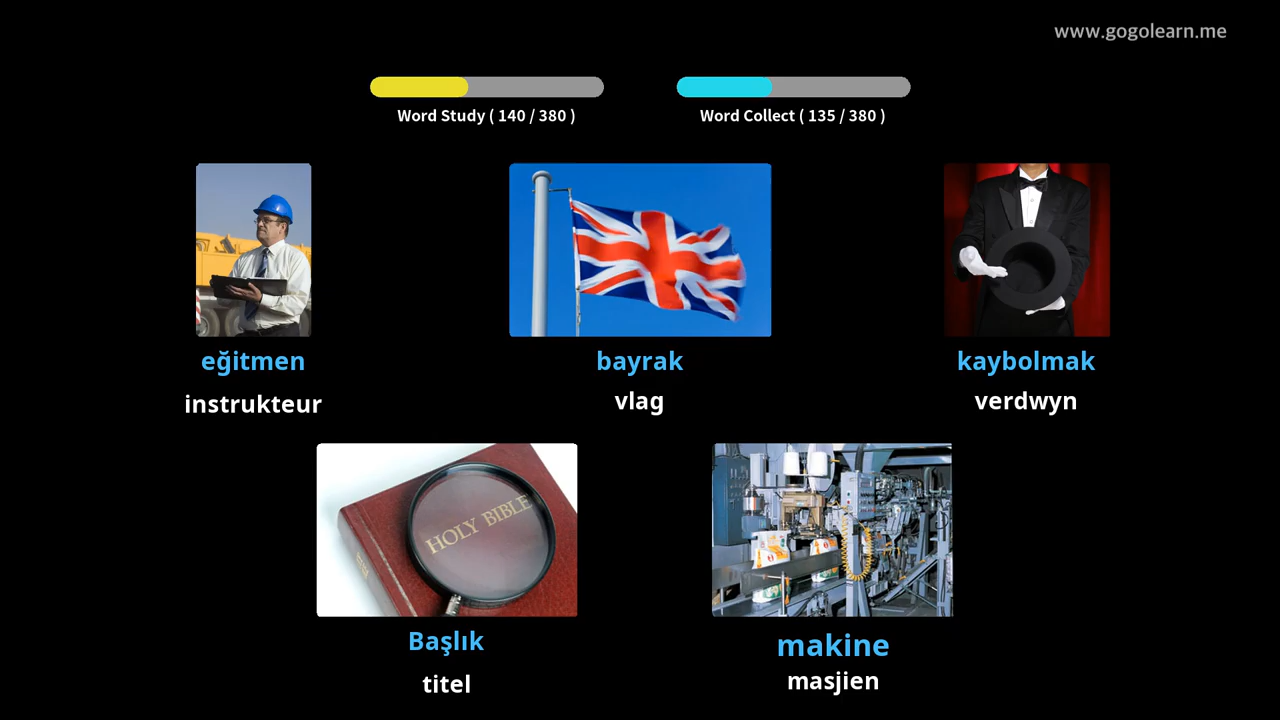 www.gogolearn.me
Word Study ( 140 / 380 )
Word Collect ( 135 / 380 )
eğitmen
instrukteur
bayrak
vlag
kaybolmak
verdwyn
HOLY BIBLE
Başlık
titel
makine
masjien